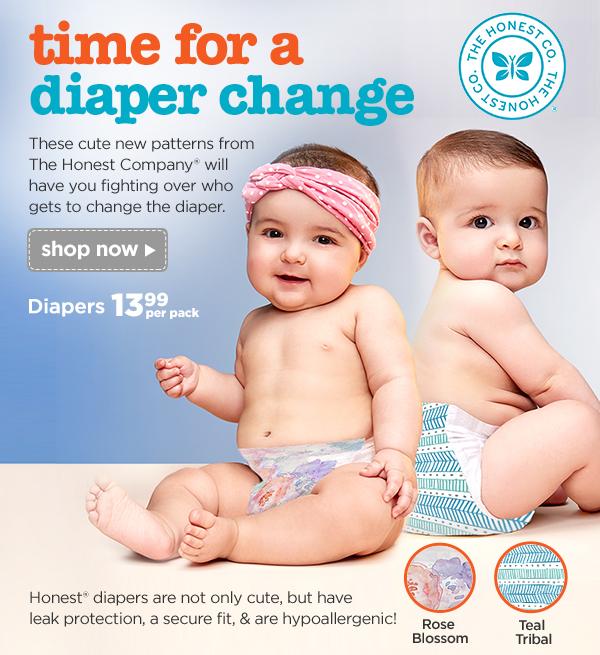 time for a
diaper change
THE HONEST CO. THE HONEST CO.
These cute new patterns from
The Honest Company® will
have you fighting over who
gets to change the diaper.
shop now ▶
Diapers 13 99 per pack
Honest® diapers are not only cute, but have
leak protection, a secure fit, & are hypoallergenic!
Rose
Blossom
Teal
Tribal